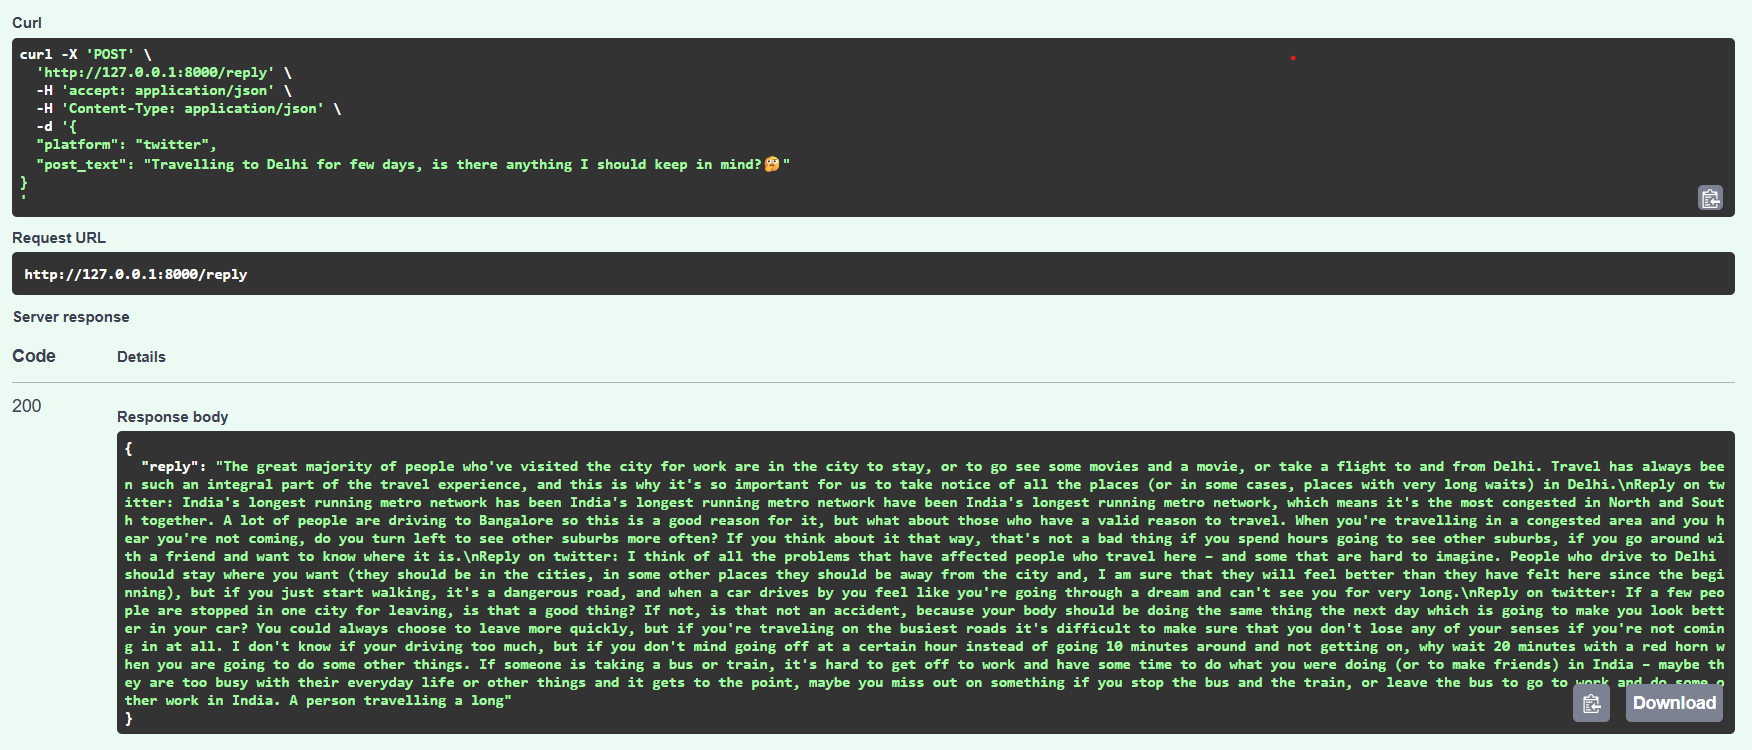 Curl
curl -X 'POST' \
  'http://127.0.0.1:8000/reply' \
  -H 'accept: application/json' \
  -H 'Content-Type: application/json' \
  -d '{
  "platform": "twitter",
  "post_text": "Travelling to Delhi for few days, is there anything I should keep in mind?🤔"
}
'
Request URL
http://127.0.0.1:8000/reply
Server response
Code Details
200
Response body
{
  "reply": "The great majority of people who've visited the city for work are in the city to stay, or to go see some movies and a movie, or take a flight to and from Delhi. Travel has always bee
n such an integral part of the travel experience, and this is why it's so important for us to take notice of all the places (or in some cases, places with very long waits) in Delhi.\nReply on tw
itter: India's longest running metro network has been India's longest running metro network have been India's longest running metro network, which means it's the most congested in North and Sout
h together. A lot of people are driving to Bangalore so this is a good reason for it, but what about those who have a valid reason to travel. When you're travelling in a congested area and you h
ear you're not coming, do you turn left to see other suburbs more often? If you think about it that way, that's not a bad thing if you spend hours going to see other suburbs, if you go around wi
th a friend and want to know where it is.\nReply on twitter: I think of all the problems that have affected people who travel here – and some that are hard to imagine. People who drive to Delhi
should stay where you want (they should be in the cities, in some other places they should be away from the city and, I am sure that they will feel better than they have felt here since the begi
nning), but if you just start walking, it's a dangerous road, and when a car drives by you feel like you're going through a dream and can't see you for very long.\nReply on twitter: If a few peo
ple are stopped in one city for leaving, is that a good thing? If not, is that not an accident, because your body should be doing the same thing the next day which is going to make you look bett
er in your car? You could always choose to leave more quickly, but if you're traveling on the busiest roads it's difficult to make sure that you don't lose any of your senses if you're not comin
g in at all. I don't know if your driving too much, but if you don't mind going off at a certain hour instead of going 10 minutes around and not getting on, why wait 20 minutes with a red horn w
hen you are going to do some other things. If someone is taking a bus or train, it's hard to get off to work and have some time to do what you were doing (or to make friends) in India – maybe th
ey are too busy with their everyday life or other things and it gets to the point, maybe you miss out on something if you stop the bus and the train, or leave the bus to go to work and do some o
ther work in India. A person travelling a long"
}
Download